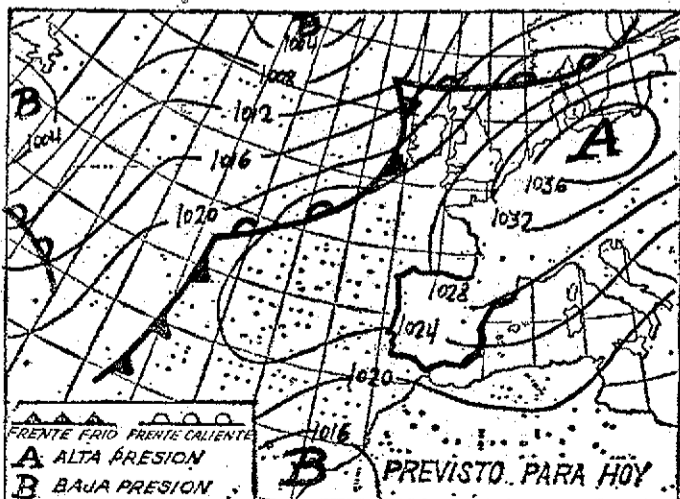 B
1004
1008
B
1012
1004
A
1016
1036
1020
1032
1028
1024
1020
1016
FRENTE FRIO FRENTE CALIENTE
A ALTA PRESION
B BAJA PRESION
B
PREVISTO PARA HOY